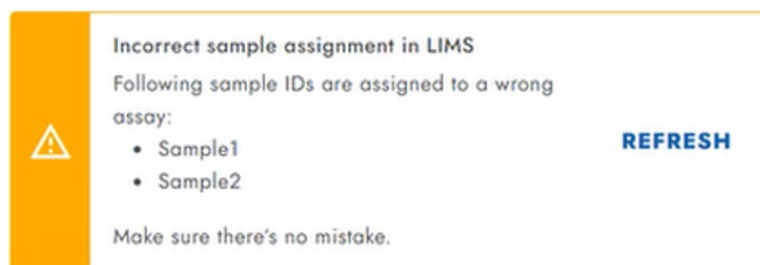 Incorrect sample assignment in LIMS
Following sample IDs are assigned to a wrong
assay:
• Sample1
• Sample2
REFRESH
Make sure there's no mistake.